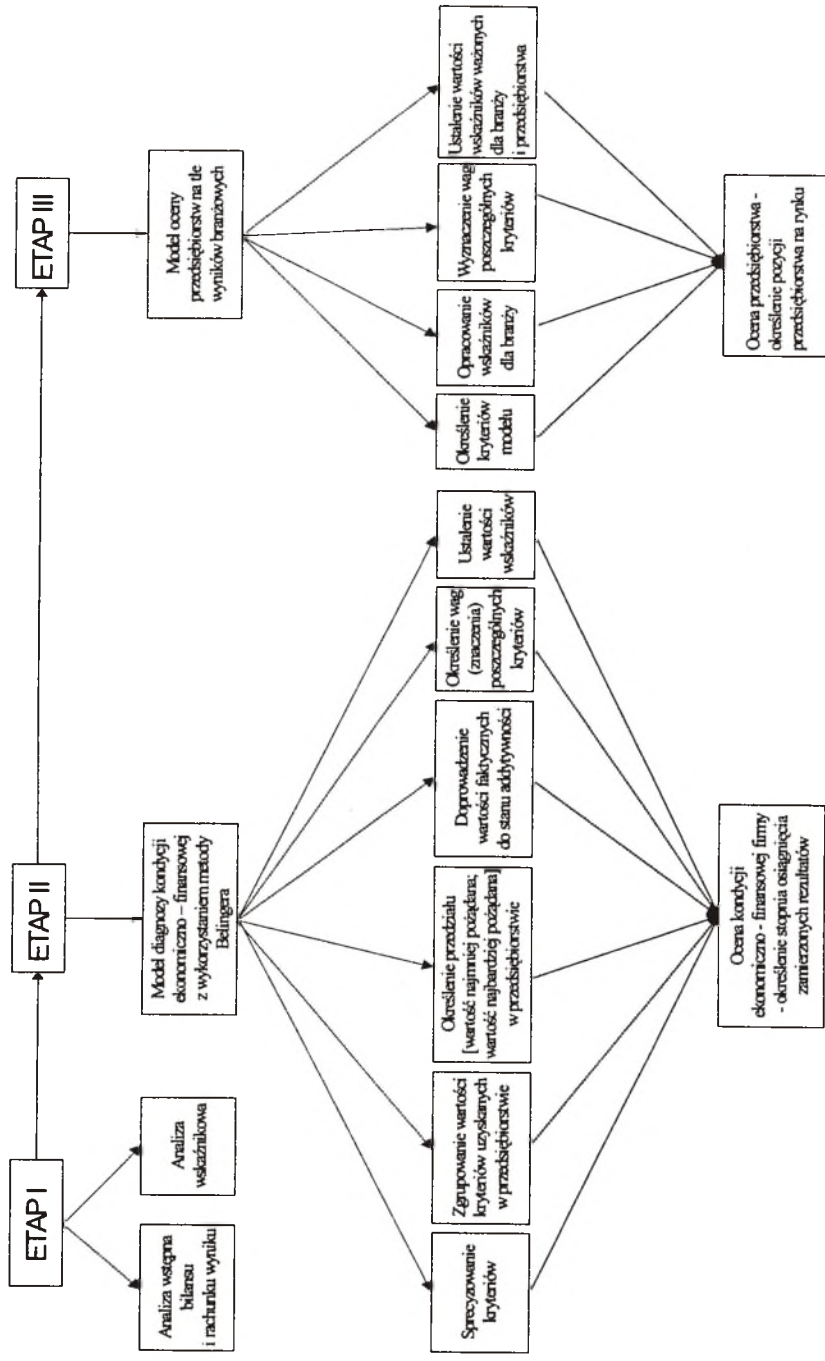 ETAP I
ETAP II
ETAP III
Analiza wstępna
bilansu
i rachunku wyniku
Analiza
wskaźnikowa
Model diagnozy kondycji
ekonomiczno – finansowej
z wykorzystaniem metody
Belingera
Model oceny
przedsiębiorstw na tle
wyników branżowych
Sprecyzowanie
kryteriów
Zgrupowanie wartości
kryteriów uzyskanych
w przedsiębiorstwie
Określenie przedziału
[wartość najmniej pożądana;
wartość najbardziej pożądana]
w przedsiębiorstwie
Doprowadzenie
wartości faktycznych
do stanu addytywności
Określenie wag
(znaczenia)
poszczególnych
kryteriów
Ustalenie
wartości
wskaźników
Określenie
kryteriów
modelu
Opracowanie
wskaźników
dla branży
Wyznaczenie wag
poszczególnych
kryteriów
Ustalenie wartości
wskaźników ważonych
dla branży
i przedsiębiorstwa
Ocena kondycji
ekonomiczno - finansowej firmy
- określenie stopnia osiągnięcia
zamierzonych rezultatów
Ocena przedsiębiorstwa -
określenie pozycji
przedsiębiorstwa na rynku